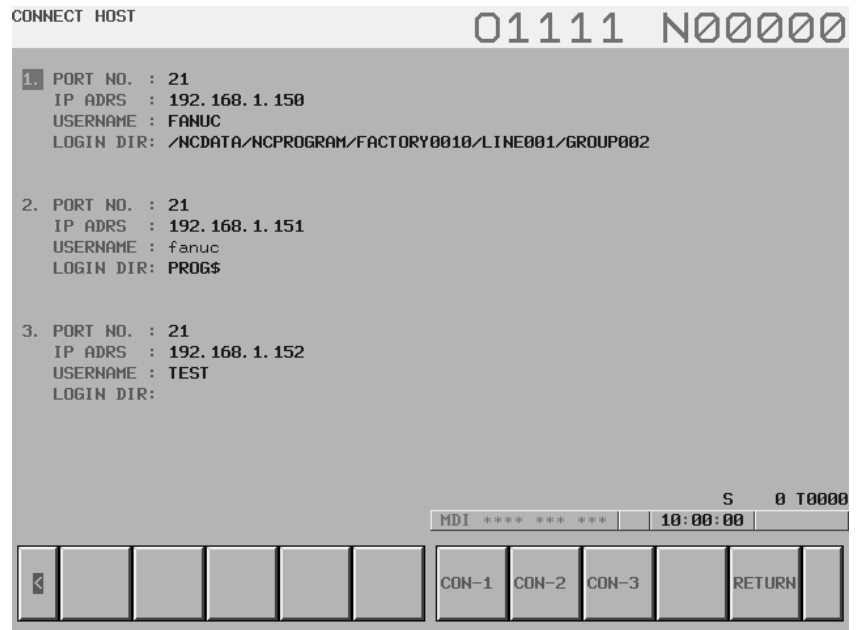 CONNECT HOST
O1111 N00000
1. PORT NO. : 21
IP ADRS : 192.168.1.150
USERNAME : FANUC
LOGIN DIR: /NCDATA/NCPROGRAM/FACTORY0010/LINE001/GROUP002
2. PORT NO. : 21
IP ADRS : 192.168.1.151
USERNAME : fanuc
LOGIN DIR: PROG$
3. PORT NO. : 21
IP ADRS : 192.168.1.152
USERNAME : TEST
LOGIN DIR:
S 0 T0000
MDI **** *** *** 10:00:00
< CON-1 CON-2 CON-3 RETURN